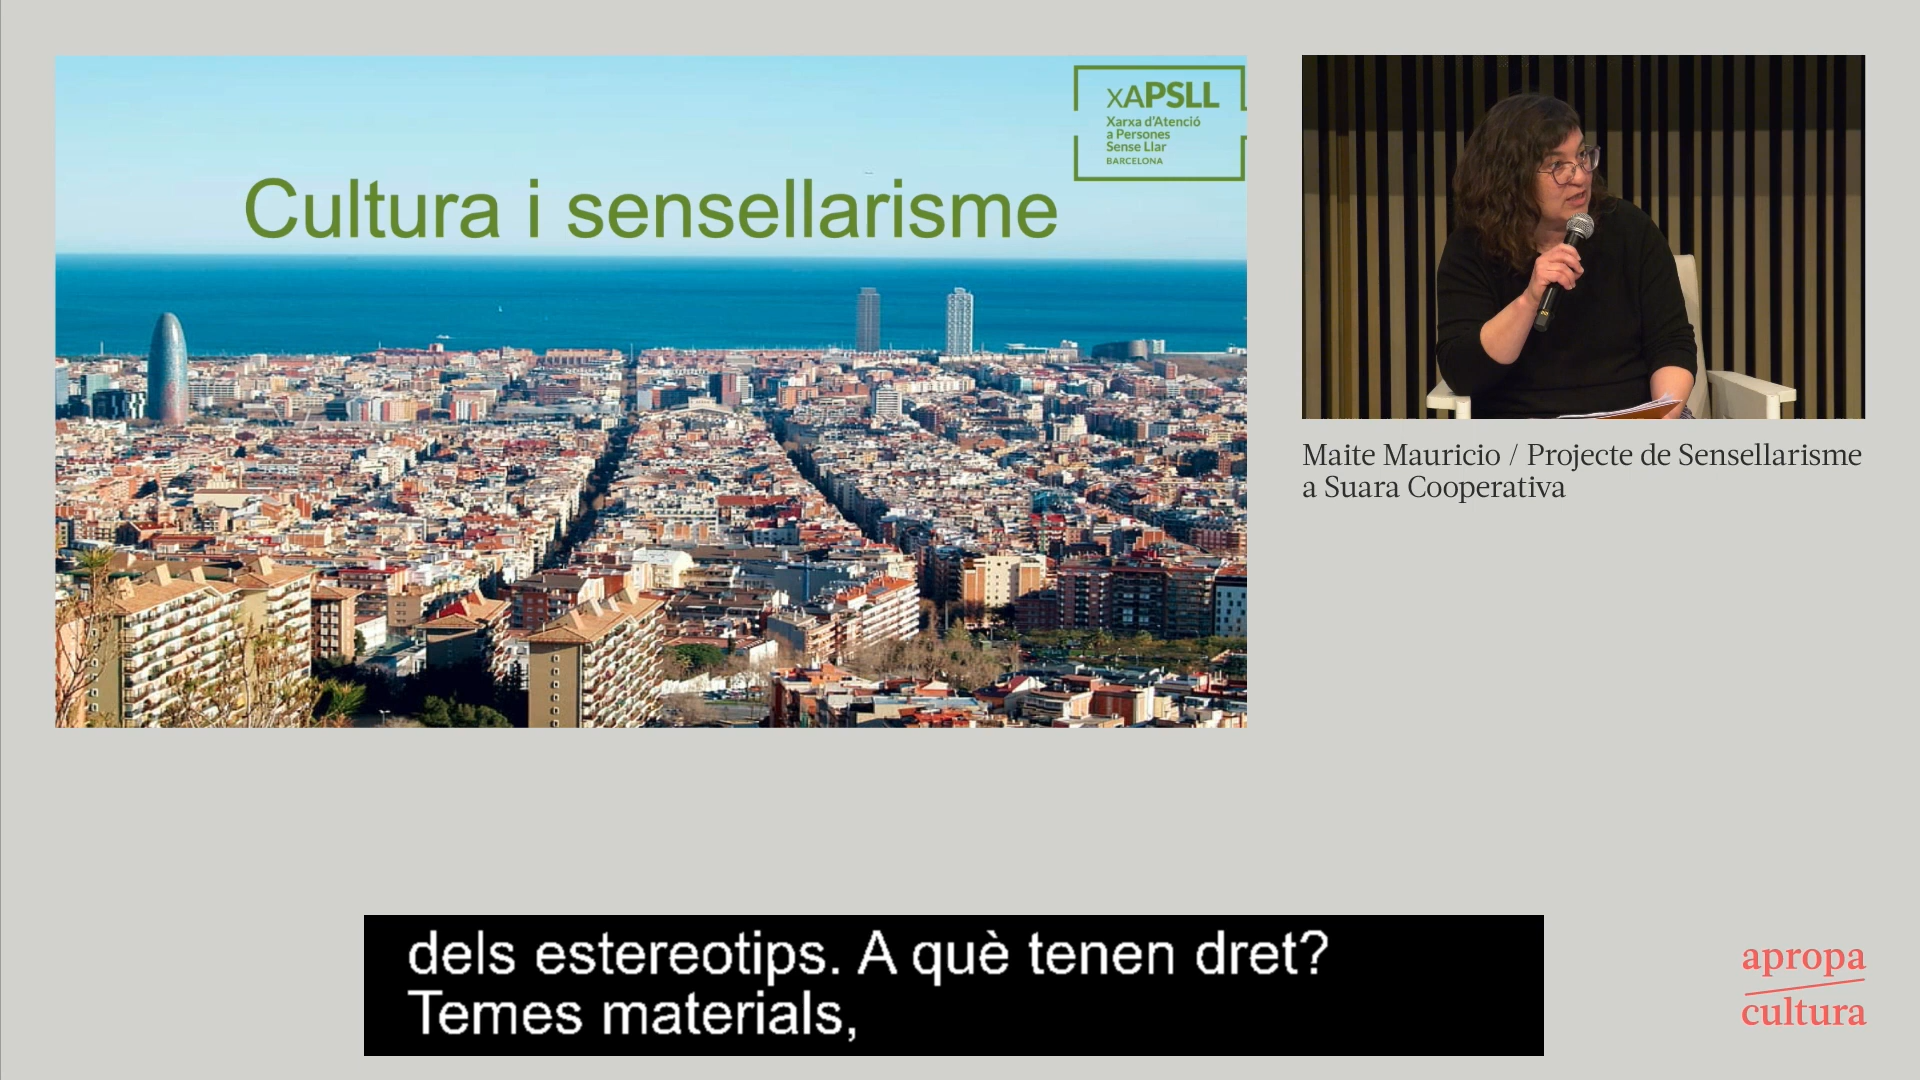 xAPSLL
Xarxa d'Atenció
a Persones
Sense Llar
BARCELONA
Cultura i sensellarisme
Maite Mauricio / Projecte de Sensellarisme
a Suara Cooperativa
dels estereotips. A què tenen dret?
Temes materials,
apropa
cultura